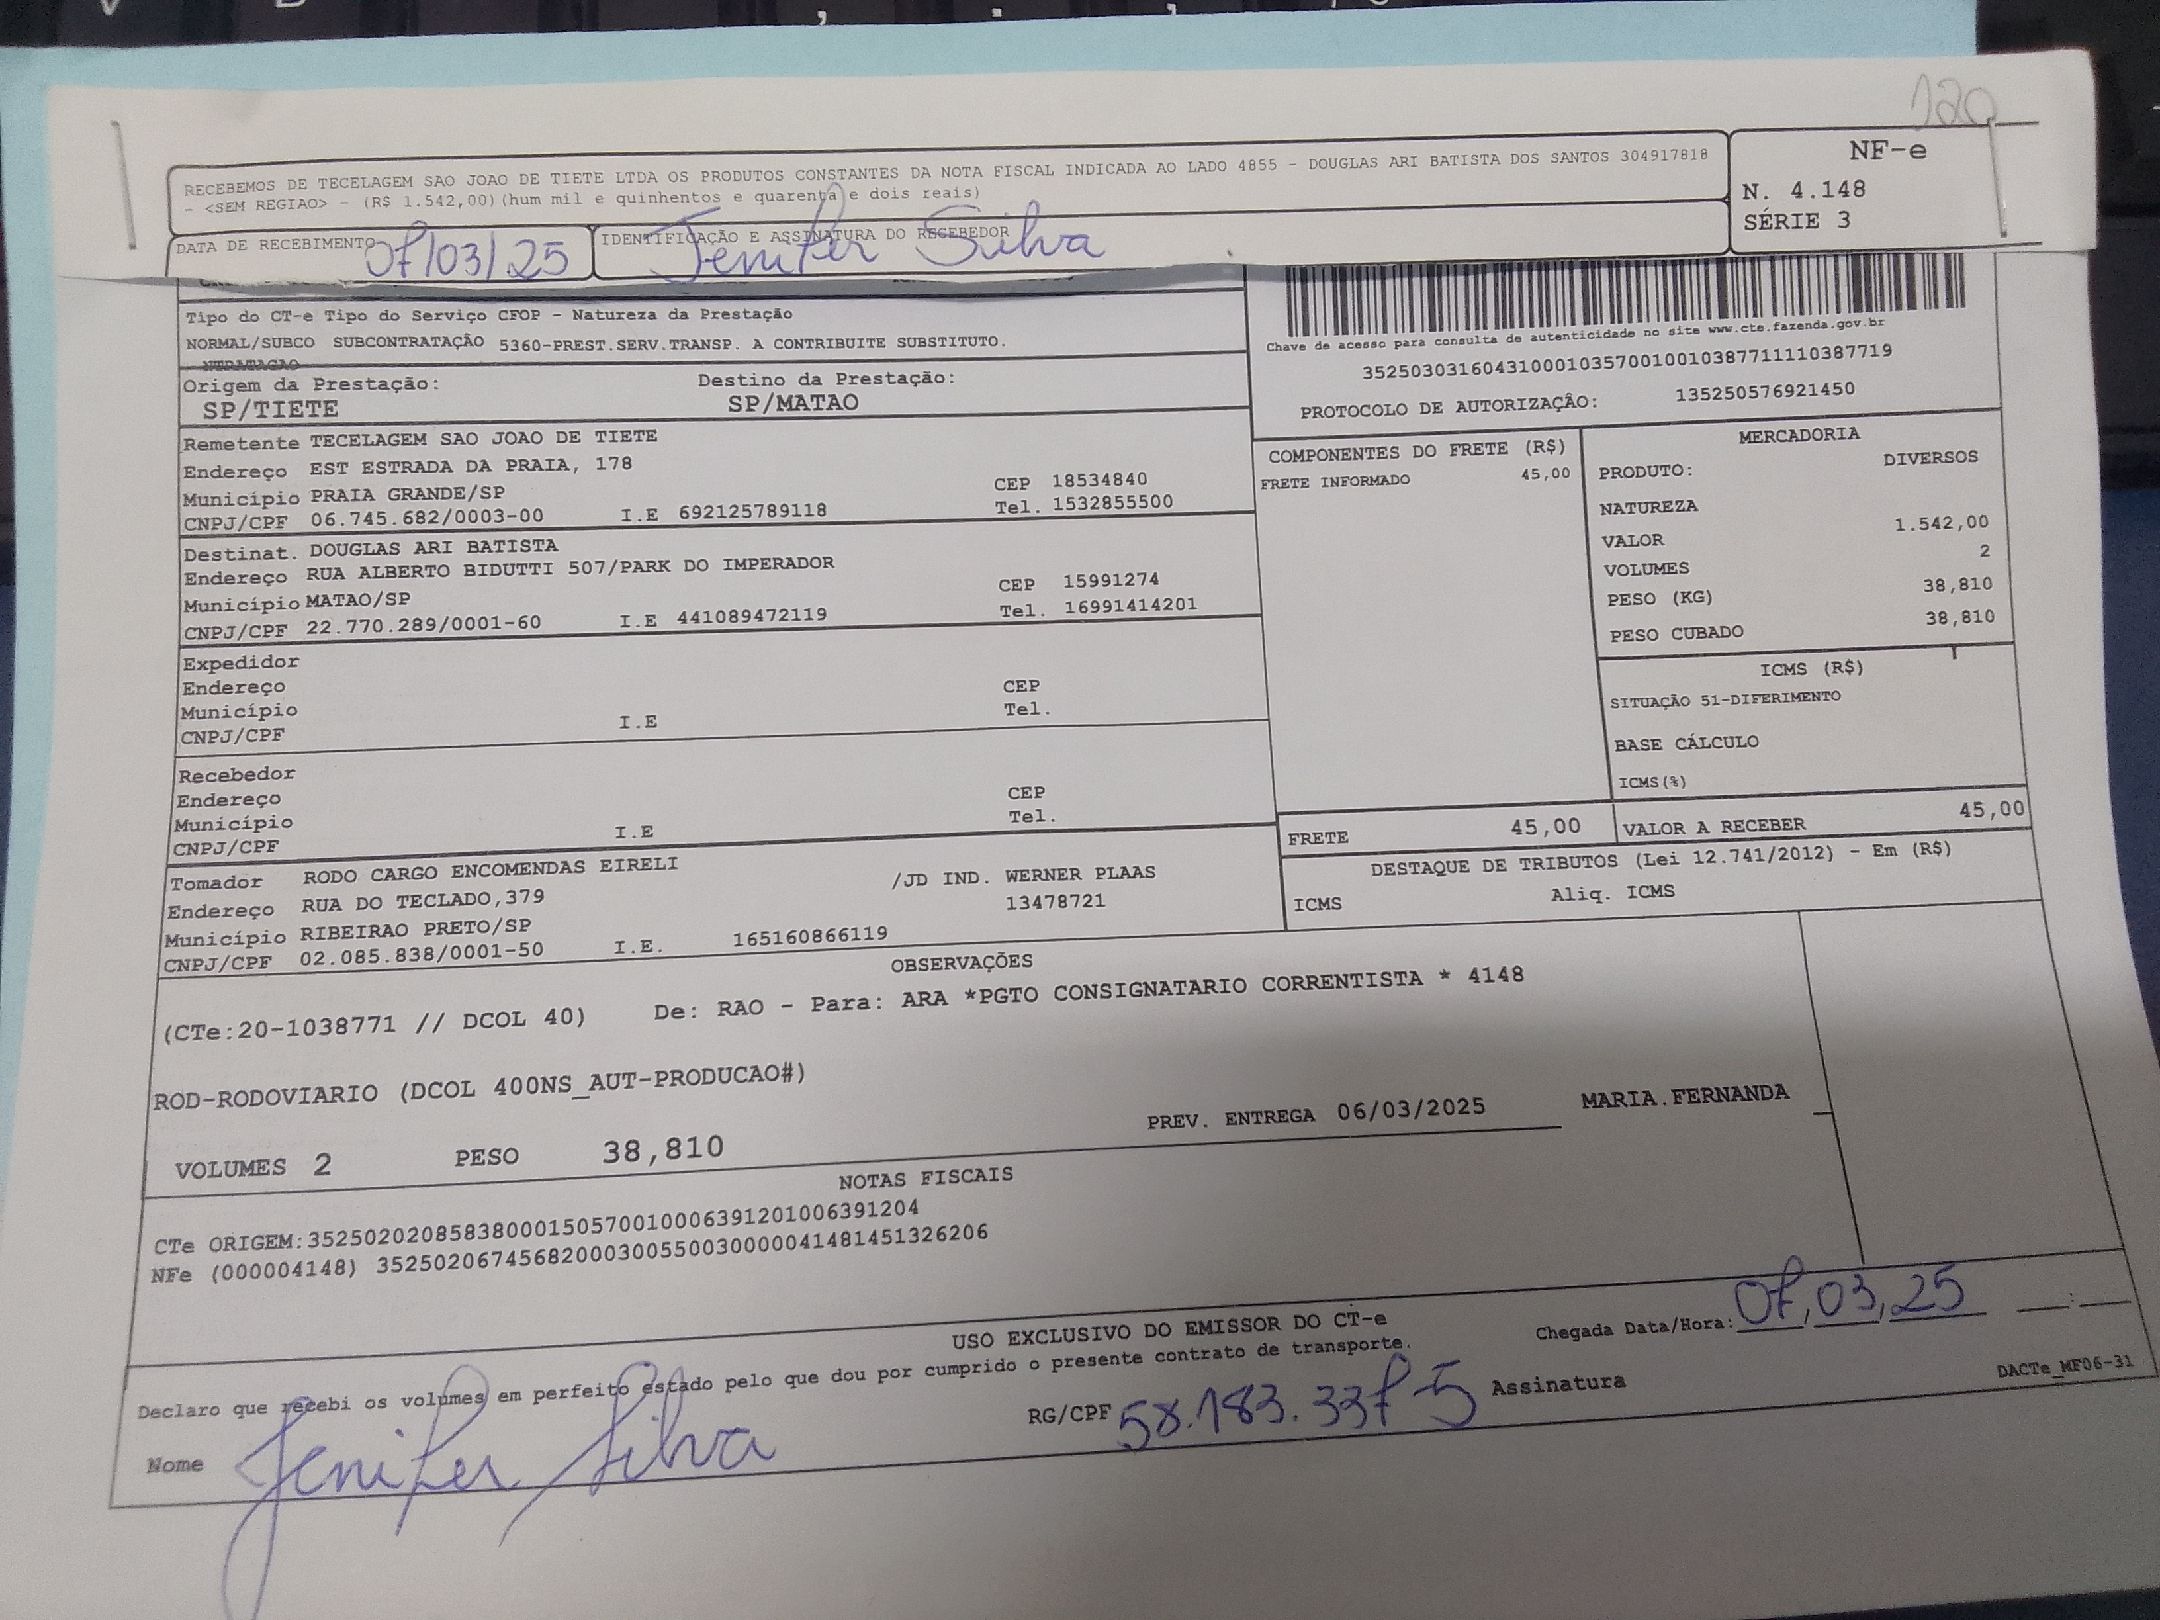 120
RECEBEMOS DE TECELAGEM SAO JOAO DE TIETE LTDA OS PRODUTOS CONSTANTES DA NOTA FISCAL INDICADA AO LADO 4855 - DOUGLAS ARI BATISTA DOS SANTOS 304917818
- <SEM REGIAO> - (R$ 1.542,00)(hum mil e quinhentos e quarenta e dois reais)
NF-e
N. 4.148
SÉRIE 3
DATA DE RECEBIMENTO 07/03/25
IDENTIFICAÇÃO E ASSINATURA DO RECEBEDOR Jenifer Silva
Tipo do CT-e Tipo do Serviço CFOP - Natureza da Prestação
NORMAL/SUBCO SUBCONTRATAÇÃO 5360-PREST.SERV.TRANSP. A CONTRIBUITE SUBSTITUTO.
NTRATAÇAO
Chave de acesso para consulta de autenticidade no site www.cte.fazenda.gov.br
35250303160431000103570010010387711110387719
PROTOCOLO DE AUTORIZAÇÃO: 135250576921450
Origem da Prestação: Destino da Prestação:
SP/TIETE SP/MATAO
Remetente TECELAGEM SAO JOAO DE TIETE
Endereço EST ESTRADA DA PRAIA, 178
Município PRAIA GRANDE/SP CEP 18534840
CNPJ/CPF 06.745.682/0003-00 I.E 692125789118 Tel. 1532855500
Destinat. DOUGLAS ARI BATISTA
Endereço RUA ALBERTO BIDUTTI 507/PARK DO IMPERADOR
Município MATAO/SP CEP 15991274
CNPJ/CPF 22.770.289/0001-60 I.E 441089472119 Tel. 16991414201
Expedidor
Endereço
Município CEP
CNPJ/CPF I.E Tel.
Recebedor
Endereço
Município CEP
CNPJ/CPF I.E Tel.
Tomador RODO CARGO ENCOMENDAS EIRELI
Endereço RUA DO TECLADO,379 /JD IND. WERNER PLAAS
Município RIBEIRAO PRETO/SP 13478721
CNPJ/CPF 02.085.838/0001-50 I.E. 165160866119
COMPONENTES DO FRETE (R$)
FRETE INFORMADO 45,00
MERCADORIA
PRODUTO: DIVERSOS
NATUREZA
VALOR 1.542,00
VOLUMES 2
PESO (KG) 38,810
PESO CUBADO 38,810
ICMS (R$)
SITUAÇÃO 51-DIFERIMENTO
BASE CÁLCULO
ICMS(%)
FRETE 45,00 VALOR A RECEBER 45,00
DESTAQUE DE TRIBUTOS (Lei 12.741/2012) - Em (R$)
ICMS Aliq. ICMS
OBSERVAÇÕES
(CTe:20-1038771 // DCOL 40) De: RAO - Para: ARA *PGTO CONSIGNATARIO CORRENTISTA * 4148
ROD-RODOVIARIO (DCOL 400NS_AUT-PRODUCAO#)
VOLUMES 2 PESO 38,810 PREV. ENTREGA 06/03/2025 MARIA.FERNANDA
NOTAS FISCAIS
CTe ORIGEM:35250202085838000150570010006391201006391204
NFe (000004148) 35250206745682000300550030000041481451326206
USO EXCLUSIVO DO EMISSOR DO CT-e
Declaro que recebi os volumes em perfeito estado pelo que dou por cumprido o presente contrato de transporte.
Chegada Data/Hora: 07,03,25 __:__
Nome Jenifer Silva RG/CPF 58.183.337-5 Assinatura
DACTe_MF06-31